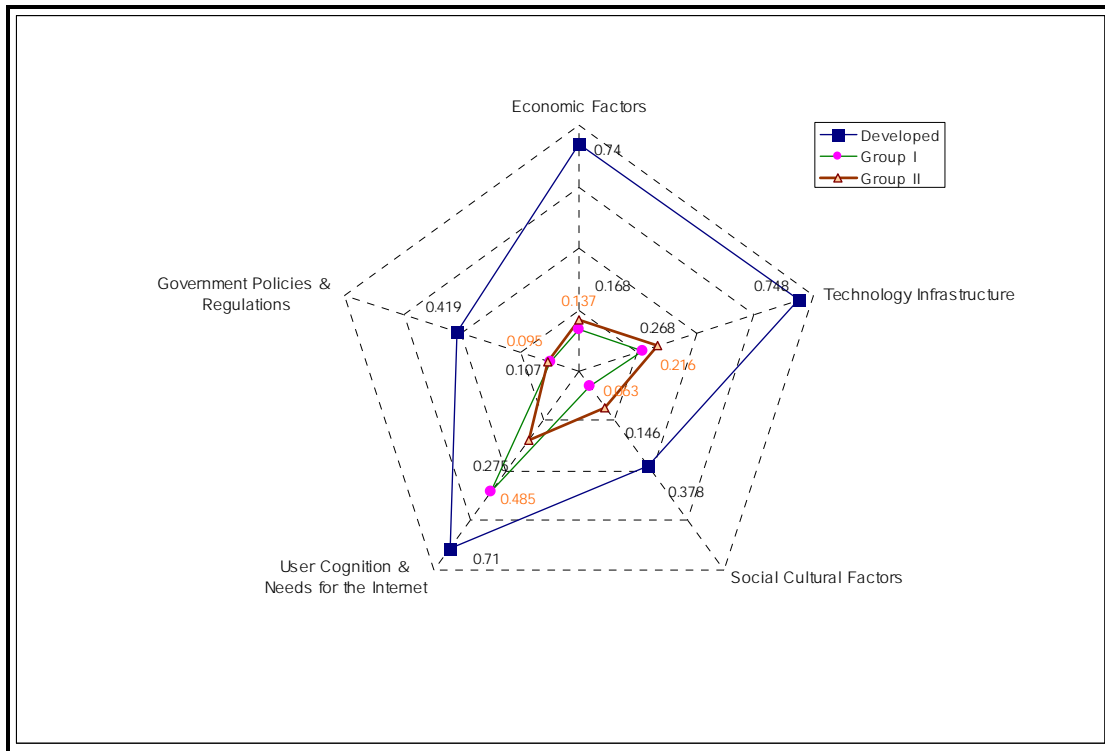 Economic Factors
Developed
Group I
Group II
0.74
Government Policies &
Regulations
0.419
0.168
0.137
0.748
Technology Infrastructure
0.268
0.095
0.107
0.216
0.063
0.146
0.275
0.485
0.378
0.71
User Cognition &
Needs for the Internet
Social Cultural Factors